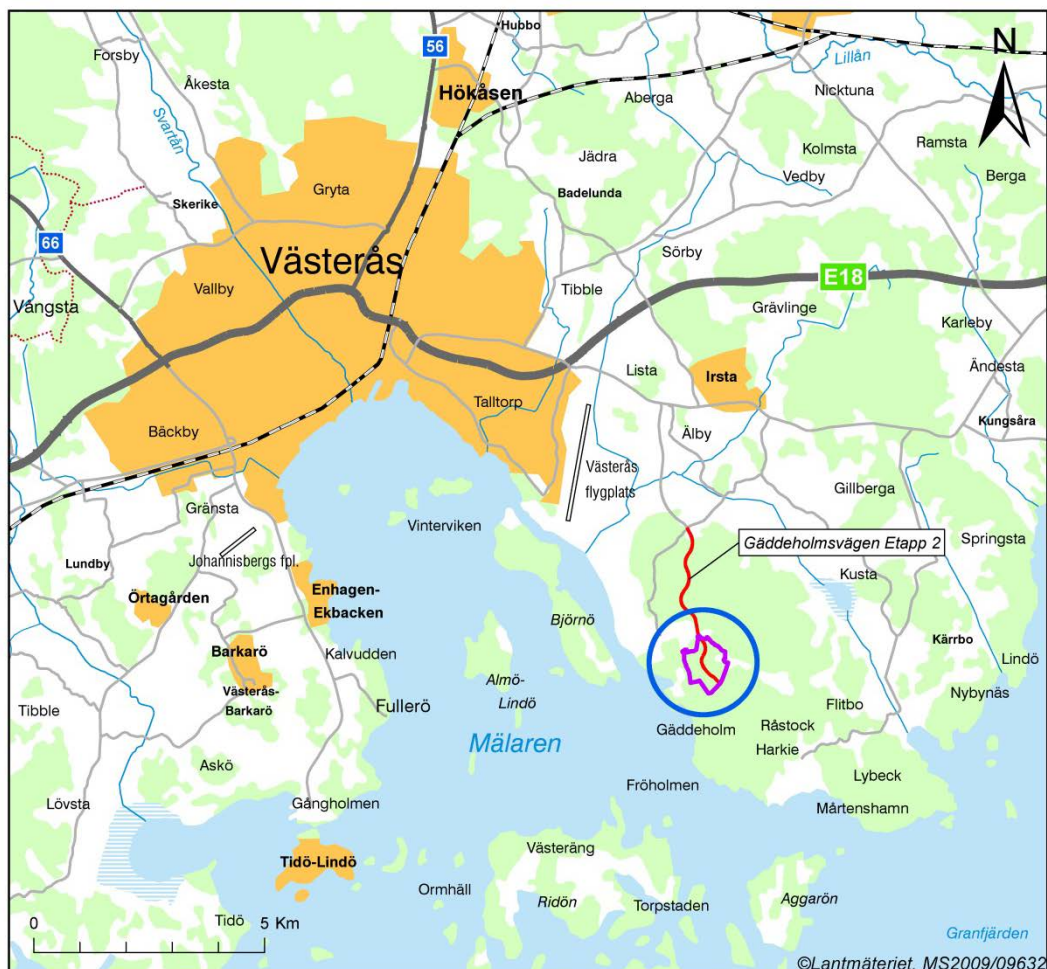 Hubbo
56
Forsby
N
Lillån
Åkesta
Hökåsen
Aberga
Nicktuna
Svartån
Jädra
Kolmsta
Ramsta
Gryta
Badelunda
Vedby
Berga
Skerike
66
Sörby
Västerås
E18
Vallby
Tibble
Vångsta
Grävlinge
Karleby
Lista
Irsta
Ändesta
Talltorp
Kungsåra
Bäckby
Älby
Västerås
flygplats
Gillberga
Gränsta
Vinterviken
Springsta
Gäddeholmsvägen Etapp 2
Johannisbergs fpl.
Lundby
Kusta
Enhagen-
Ekbacken
Örtagården
Björnö
Kärrbo
Barkarö
Kalvudden
Lindö
Västerås-
Barkarö
Almö-
Lindö
Nybynäs
Tibble
Fullerö
Flitbo
Gäddeholm
Råstock
Mälaren
Harkie
Askö
Lybeck
Fröholmen
Lövsta
Gångholmen
Mårtenshamn
Västeräng
Tidö-Lindö
Ormhäll
Ridön
Torpstaden
Aggarön
Tidö
0
5 Km
Granfjärden
©Lantmäteriet, MS2009/09632